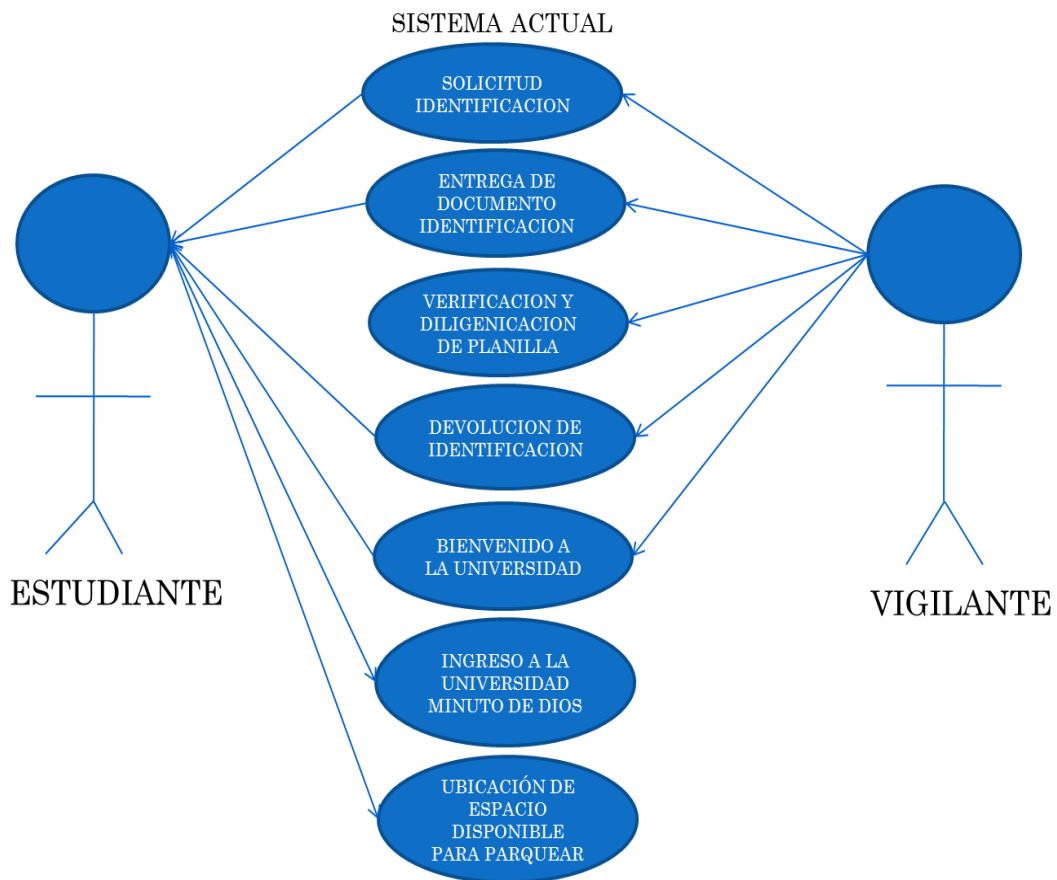 SISTEMA ACTUAL
SOLICITUD
IDENTIFICACION
ENTREGA DE
DOCUMENTO
IDENTIFICACION
VERIFICACION Y
DILIGENICACION
DE PLANILLA
DEVOLUCION DE
IDENTIFICACION
BIENVENIDO A
LA UNIVERSIDAD
ESTUDIANTE
VIGILANTE
INGRESO A LA
UNIVERSIDAD
MINUTO DE DIOS
UBICACIÓN DE
ESPACIO
DISPONIBLE
PARA PARQUEAR